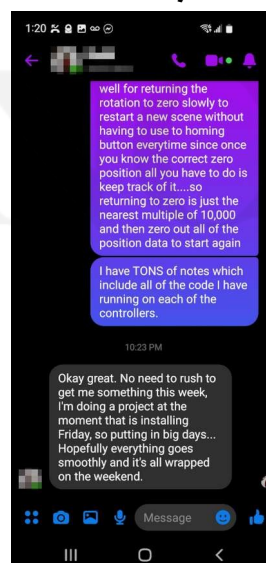 1:20
well for returning the
rotation to zero slowly to
restart a new scene without
having to use to homing
button everytime since once
you know the correct zero
position all you have to do is
keep track of it....so
returning to zero is just the
nearest multiple of 10,000
and then zero out all of the
position data to start again
I have TONS of notes which
include all of the code I have
running on each of the
controllers.
10:23 PM
Okay great. No need to rush to
get me something this week,
I'm doing a project at the
moment that is installing
Friday, so putting in big days...
Hopefully everything goes
smoothly and it's all wrapped
on the weekend.
Message